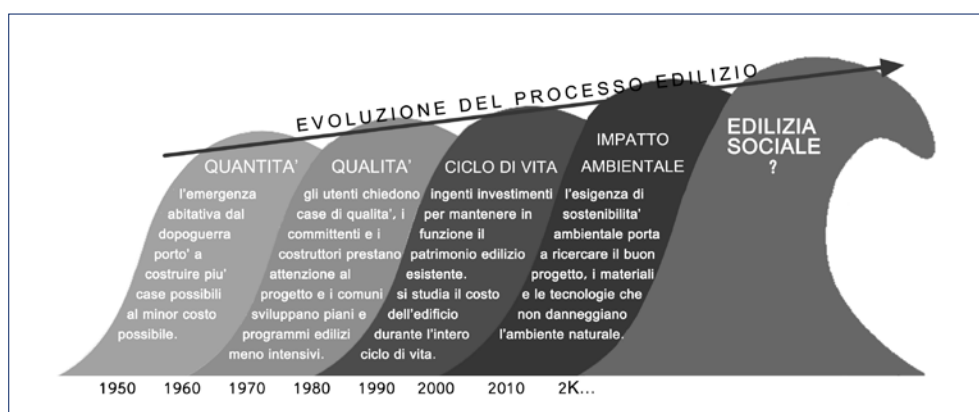 EVOLUZIONE DEL PROCESSO EDILIZIO
QUANTITA'
l'emergenza
abitativa dal
dopoguerra
porto' a
costruire piu'
case possibili
al minor costo
possibile.
QUALITA'
gli utenti chiedono
case di qualita', i
committenti e i
costruttori prestano
attenzione al
progetto e i comuni
sviluppano piani e
programmi edilizi
meno intensivi.
CICLO DI VITA
ingenti investimenti
per mantenere in
funzione il
patrimonio edilizio
esistente.
si studia il costo
dell'edificio
durante l'intero
ciclo di vita.
IMPATTO
AMBIENTALE
l'esigenza di
sostenibilita'
ambientale porta
a ricercare il buon
progetto, i materiali
e le tecnologie che
non danneggiano
l'ambiente naturale.
EDILIZIA
SOCIALE
?
1950 1960 1970 1980 1990 2000 2010 2K...